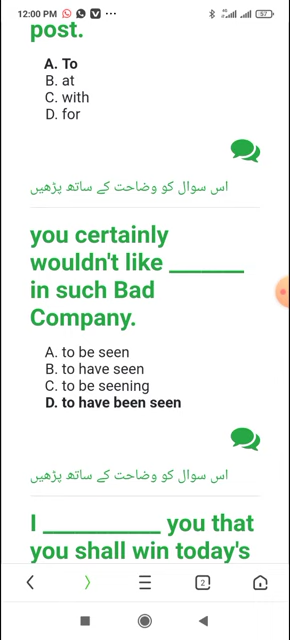 12:00 PM
57
post.
A. To
B. at
C. with
D. for
اس سوال کو وضاحت کے ساتھ پڑھیں
you certainly
wouldn't like ________
in such Bad
Company.
A. to be seen
B. to have seen
C. to be seening
D. to have been seen
اس سوال کو وضاحت کے ساتھ پڑھیں
I ____________ you that
you shall win today's
2